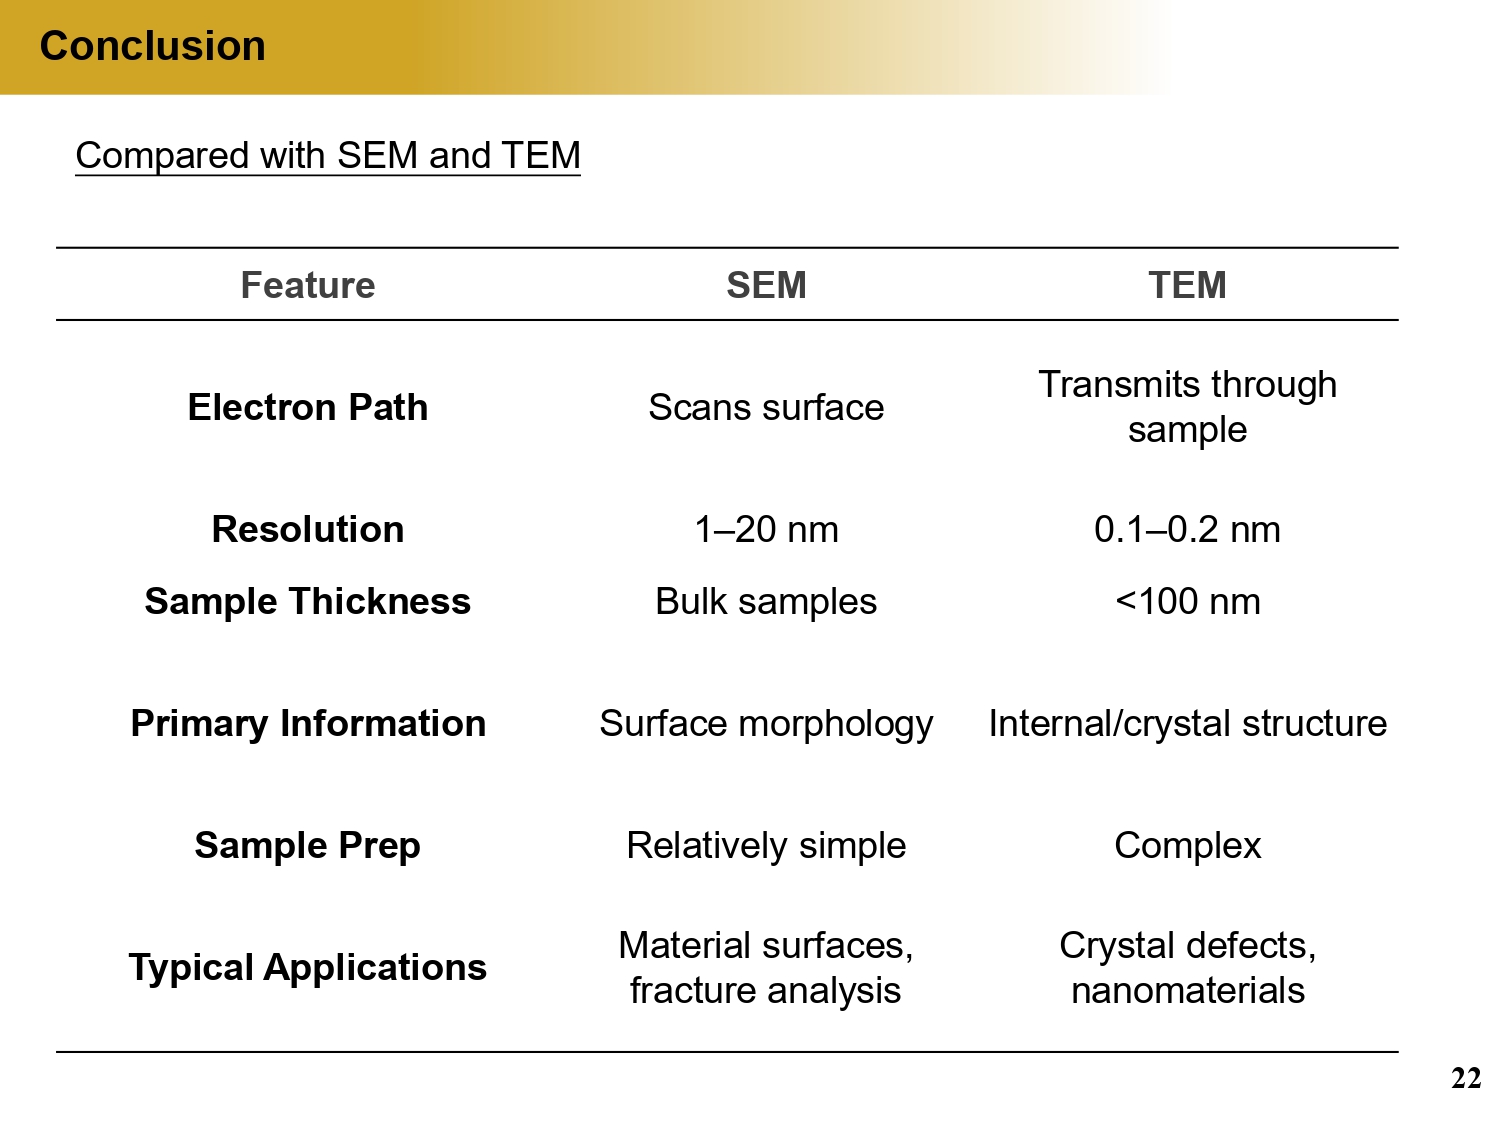 Conclusion
Compared with SEM and TEM
Feature SEM TEM
Electron Path Scans surface Transmits through
sample
Resolution 1–20 nm 0.1–0.2 nm
Sample Thickness Bulk samples <100 nm
Primary Information Surface morphology Internal/crystal structure
Sample Prep Relatively simple Complex
Typical Applications Material surfaces, Crystal defects,
fracture analysis nanomaterials
22